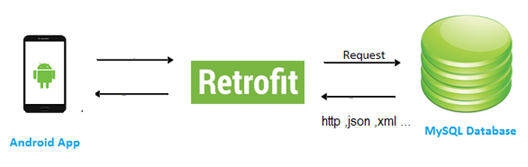 Request
Retrofit
http ,json ,xml ...
Android App
MySQL Database